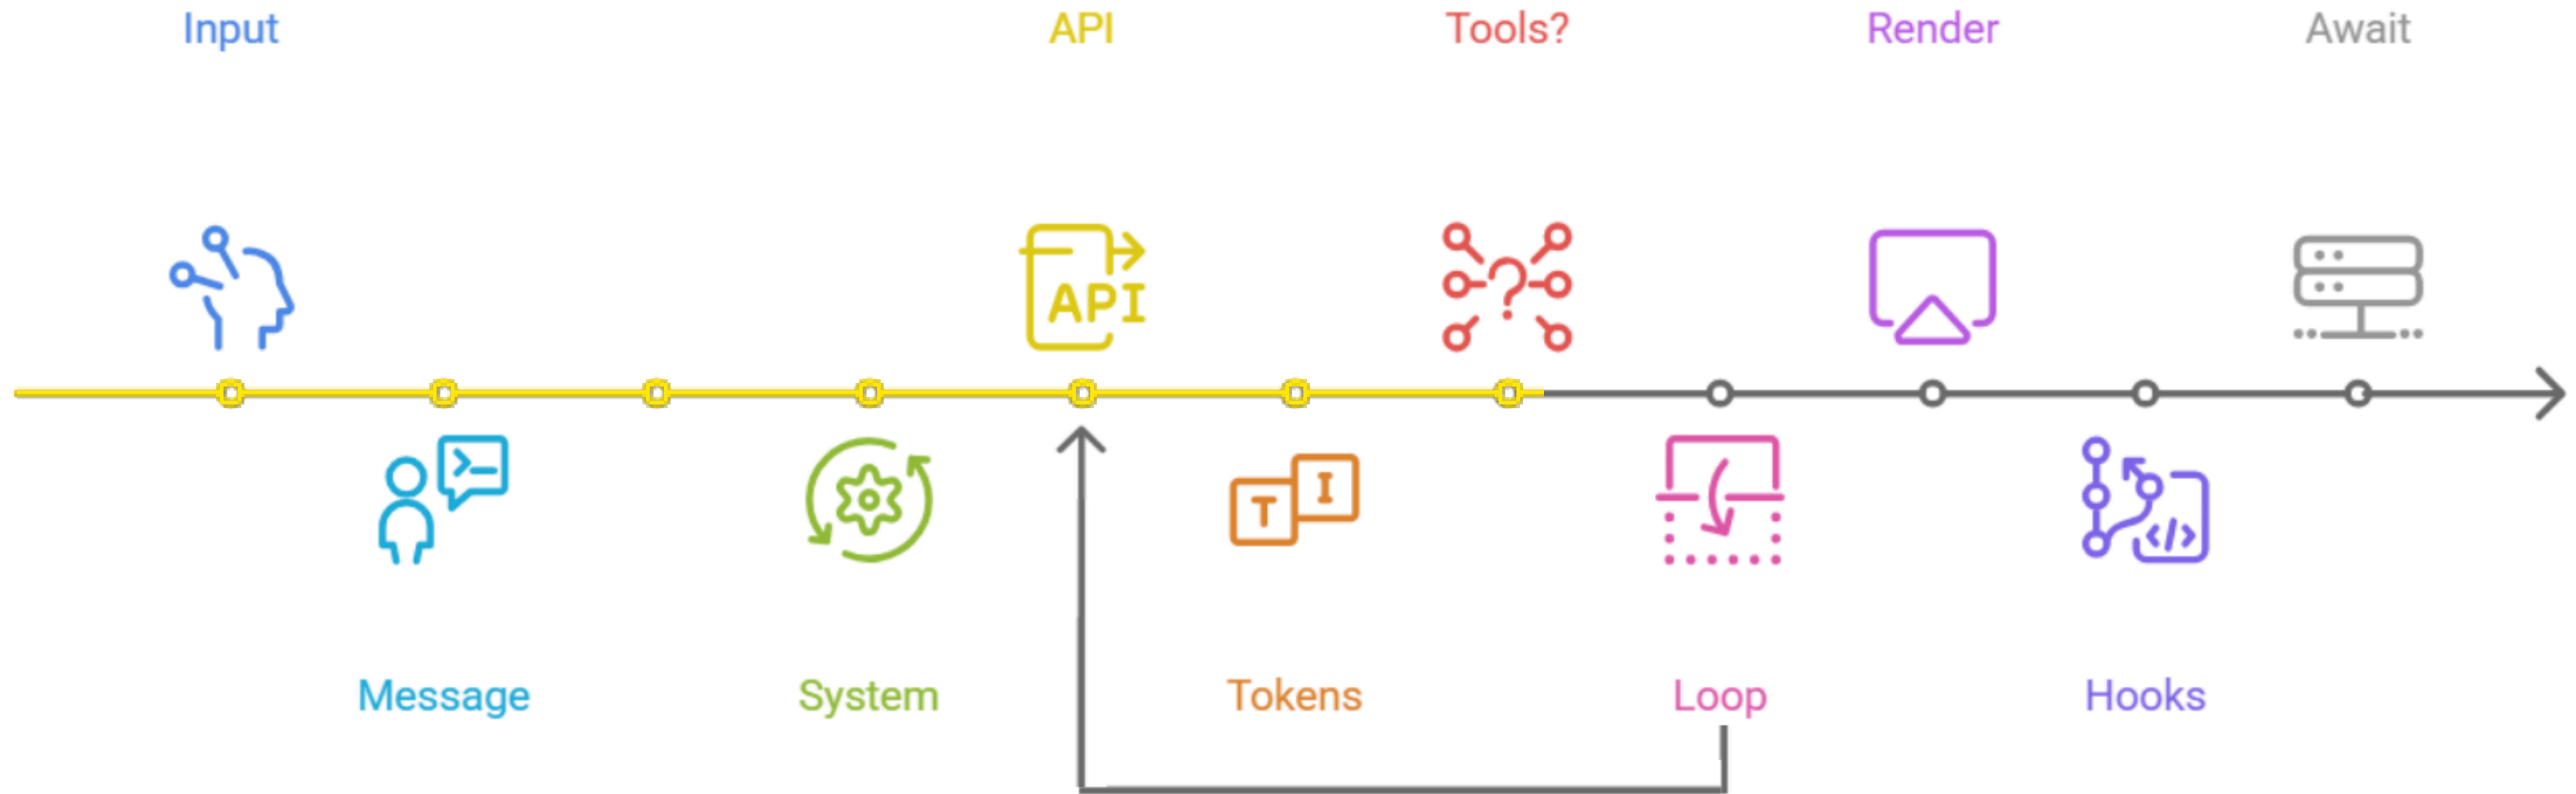 Input
API
Tools?
Render
Await
API
>_
T
I
</>
Message
System
Tokens
Loop
Hooks